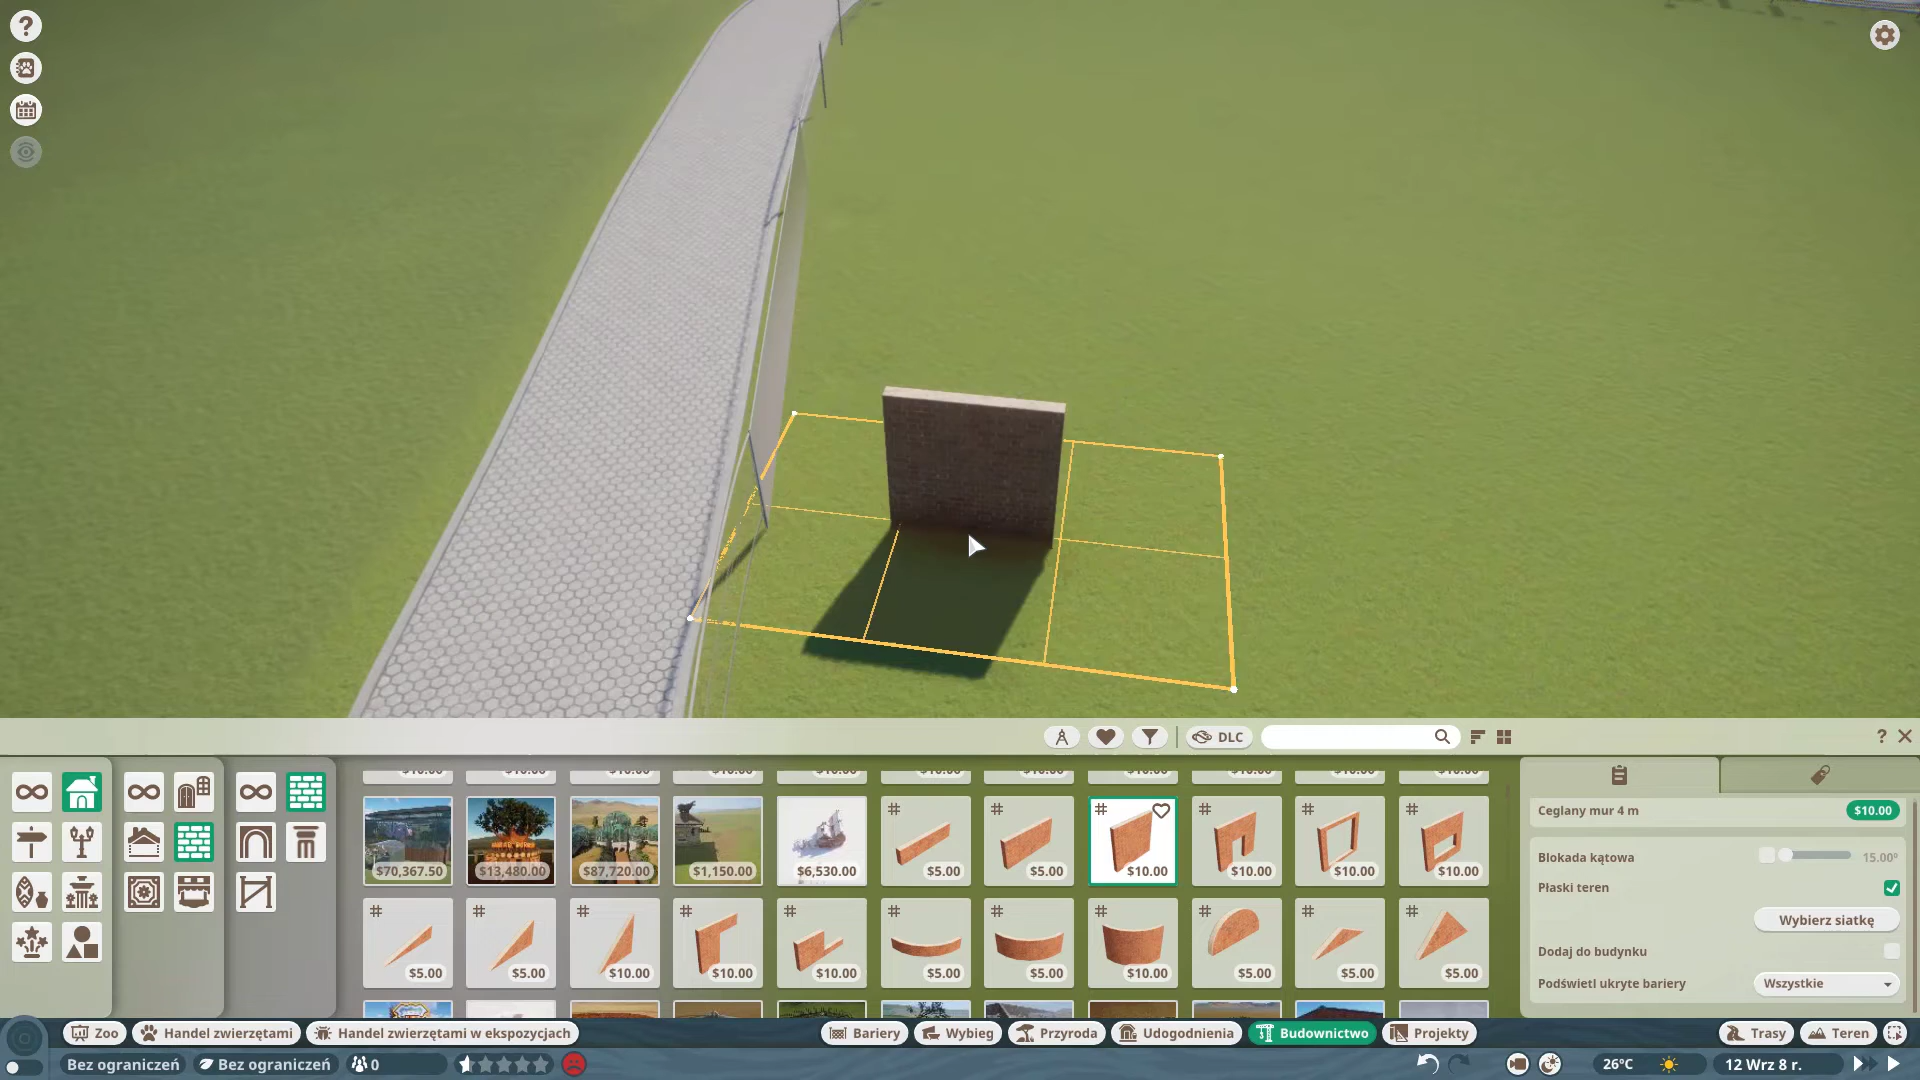 ?
DLC
?
$70,367.50
$13,480.00
$87,720.00
$1,150.00
$6,530.00
$5.00
$5.00
$10.00
$10.00
$10.00
$10.00
$5.00
$5.00
$10.00
$10.00
$10.00
$5.00
$5.00
$10.00
$5.00
$5.00
$5.00
Ceglany mur 4 m
$10.00
Blokada kątowa
15.00º
Płaski teren
Wybierz siatkę
Dodaj do budynku
Podświetl ukryte bariery
Wszystkie
Zoo
Handel zwierzętami
Handel zwierzętami w ekspozycjach
Bariery
Wybieg
Przyroda
Udogodnienia
Budownictwo
Projekty
Trasy
Teren
Bez ograniczeń
Bez ograniczeń
0
26°C
12 Wrz 8 r.